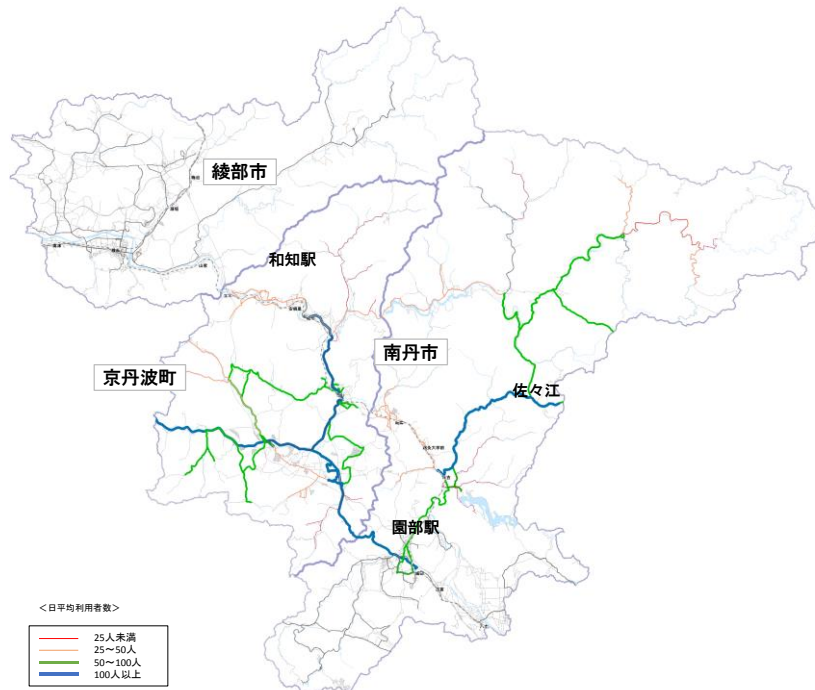 綾部市
和知駅
南丹市
京丹波町
佐々江
園部駅
＜日平均利用者数＞
25人未満
25～50人
50～100人
100人以上